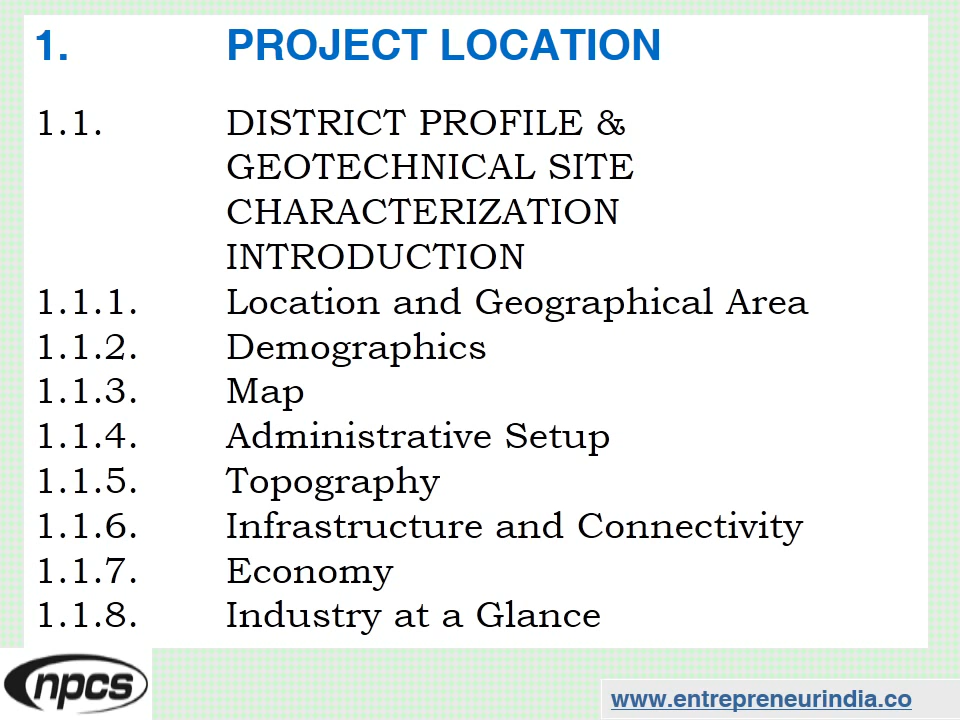 1. PROJECT LOCATION
1.1. DISTRICT PROFILE &
GEOTECHNICAL SITE
CHARACTERIZATION
INTRODUCTION
1.1.1. Location and Geographical Area
1.1.2. Demographics
1.1.3. Map
1.1.4. Administrative Setup
1.1.5. Topography
1.1.6. Infrastructure and Connectivity
1.1.7. Economy
1.1.8. Industry at a Glance
npcs
www.entrepreneurindia.co